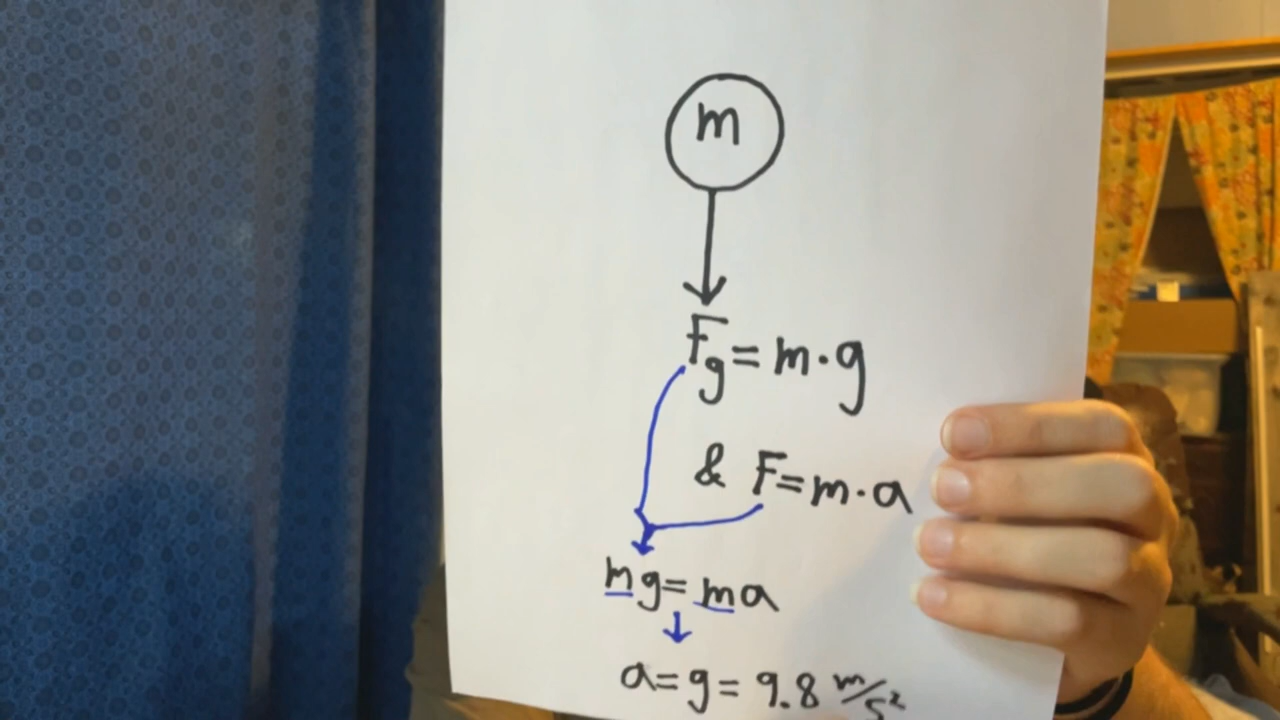 m
Fg = m·g
& F = m·a
mg = ma
a = g = 9.8 m/s²